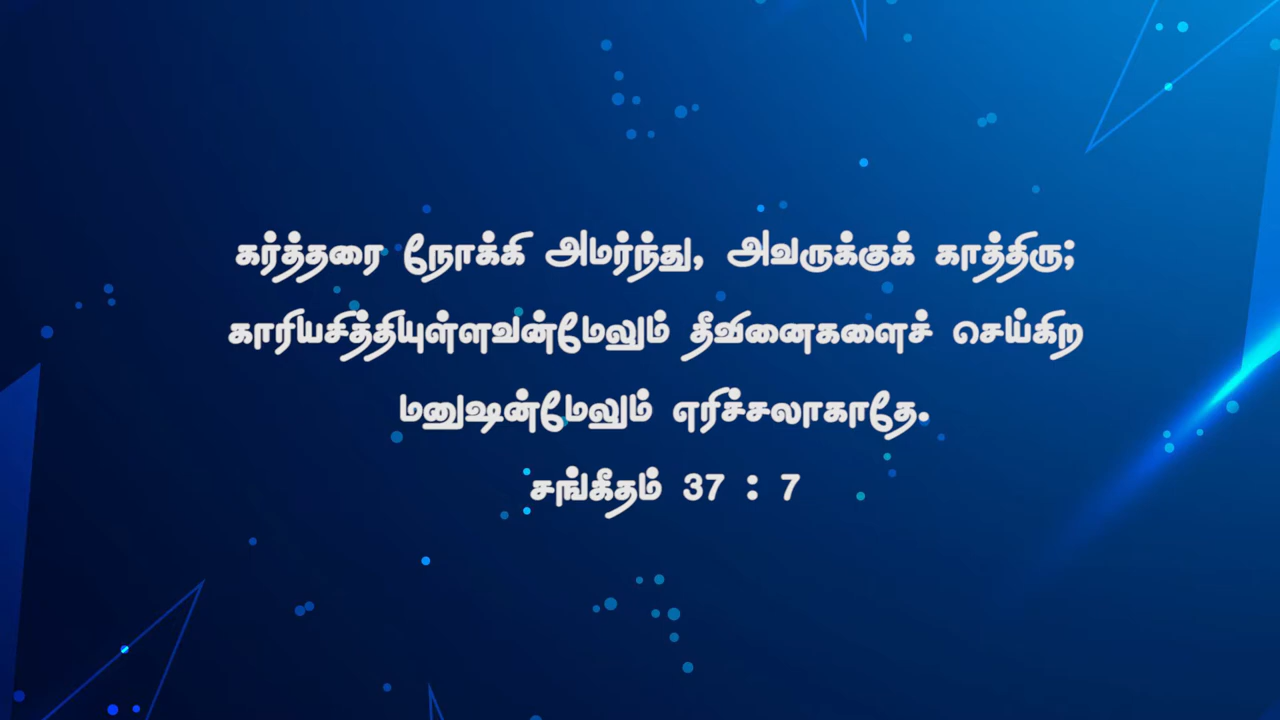 கர்த்தரை நோக்கி அமர்ந்து, அவருக்குக் காத்திரு;
காரியசித்தியுள்ளவன்மேலும் தீவினைகளைச் செய்கிற
மனுஷன்மேலும் எரிச்சலாகாதே.
சங்கீதம் 37 : 7